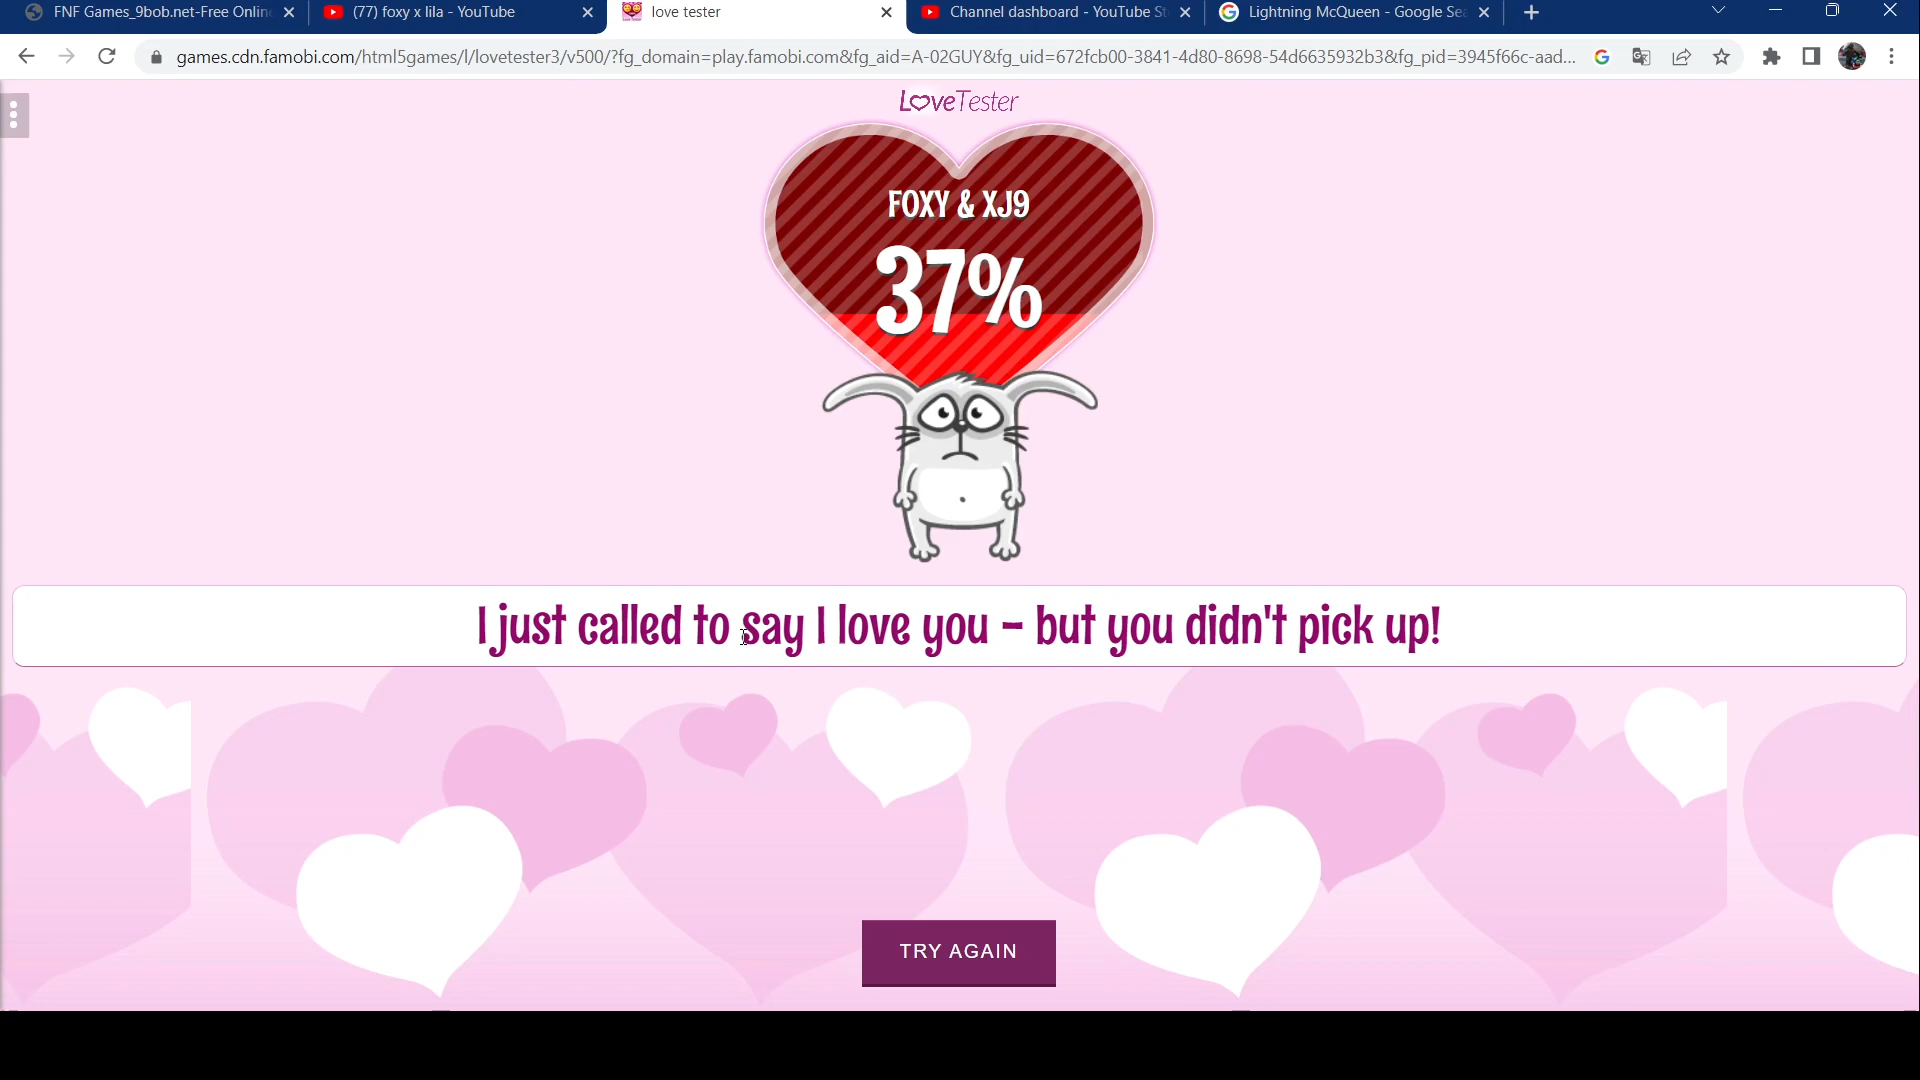 FNF Games_9bob.net-Free Online
(77) foxy x lila - YouTube
love tester
Channel dashboard - YouTube St
Lightning McQueen - Google Sea
games.cdn.famobi.com/html5games/l/lovetester3/v500/?fg_domain=play.famobi.com&fg_aid=A-02GUY&fg_uid=672fcb00-3841-4d80-8698-54d6635932b3&fg_pid=3945f66c-aad...
LoveTester
FOXY & XJ9
37%
I just called to say I love you - but you didn't pick up!
TRY AGAIN